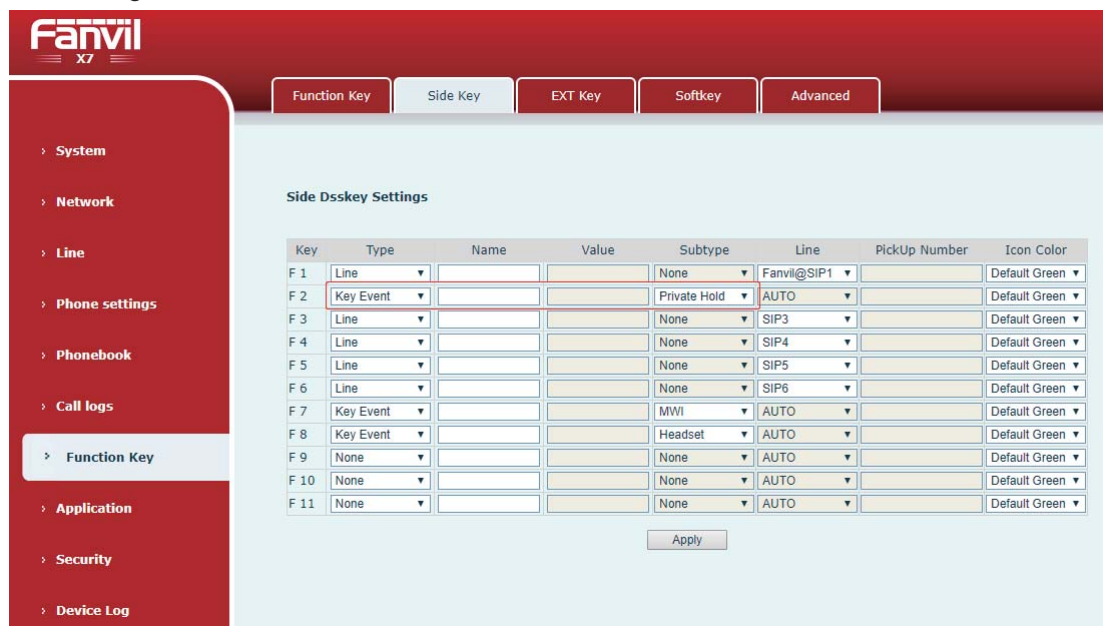 Fanvil
X7
Function Key Side Key EXT Key Softkey Advanced
System
Network
Line
Phone settings
Phonebook
Call logs
Function Key
Application
Security
Device Log
Side Dsskey Settings
Key Type Name Value Subtype Line PickUp Number Icon Color
F 1 Line None Fanvil@SIP1 Default Green
F 2 Key Event Private Hold AUTO Default Green
F 3 Line None SIP3 Default Green
F 4 Line None SIP4 Default Green
F 5 Line None SIP5 Default Green
F 6 Line None SIP6 Default Green
F 7 Key Event MWI AUTO Default Green
F 8 Key Event Headset AUTO Default Green
F 9 None None AUTO Default Green
F 10 None None AUTO Default Green
F 11 None None AUTO Default Green
Apply